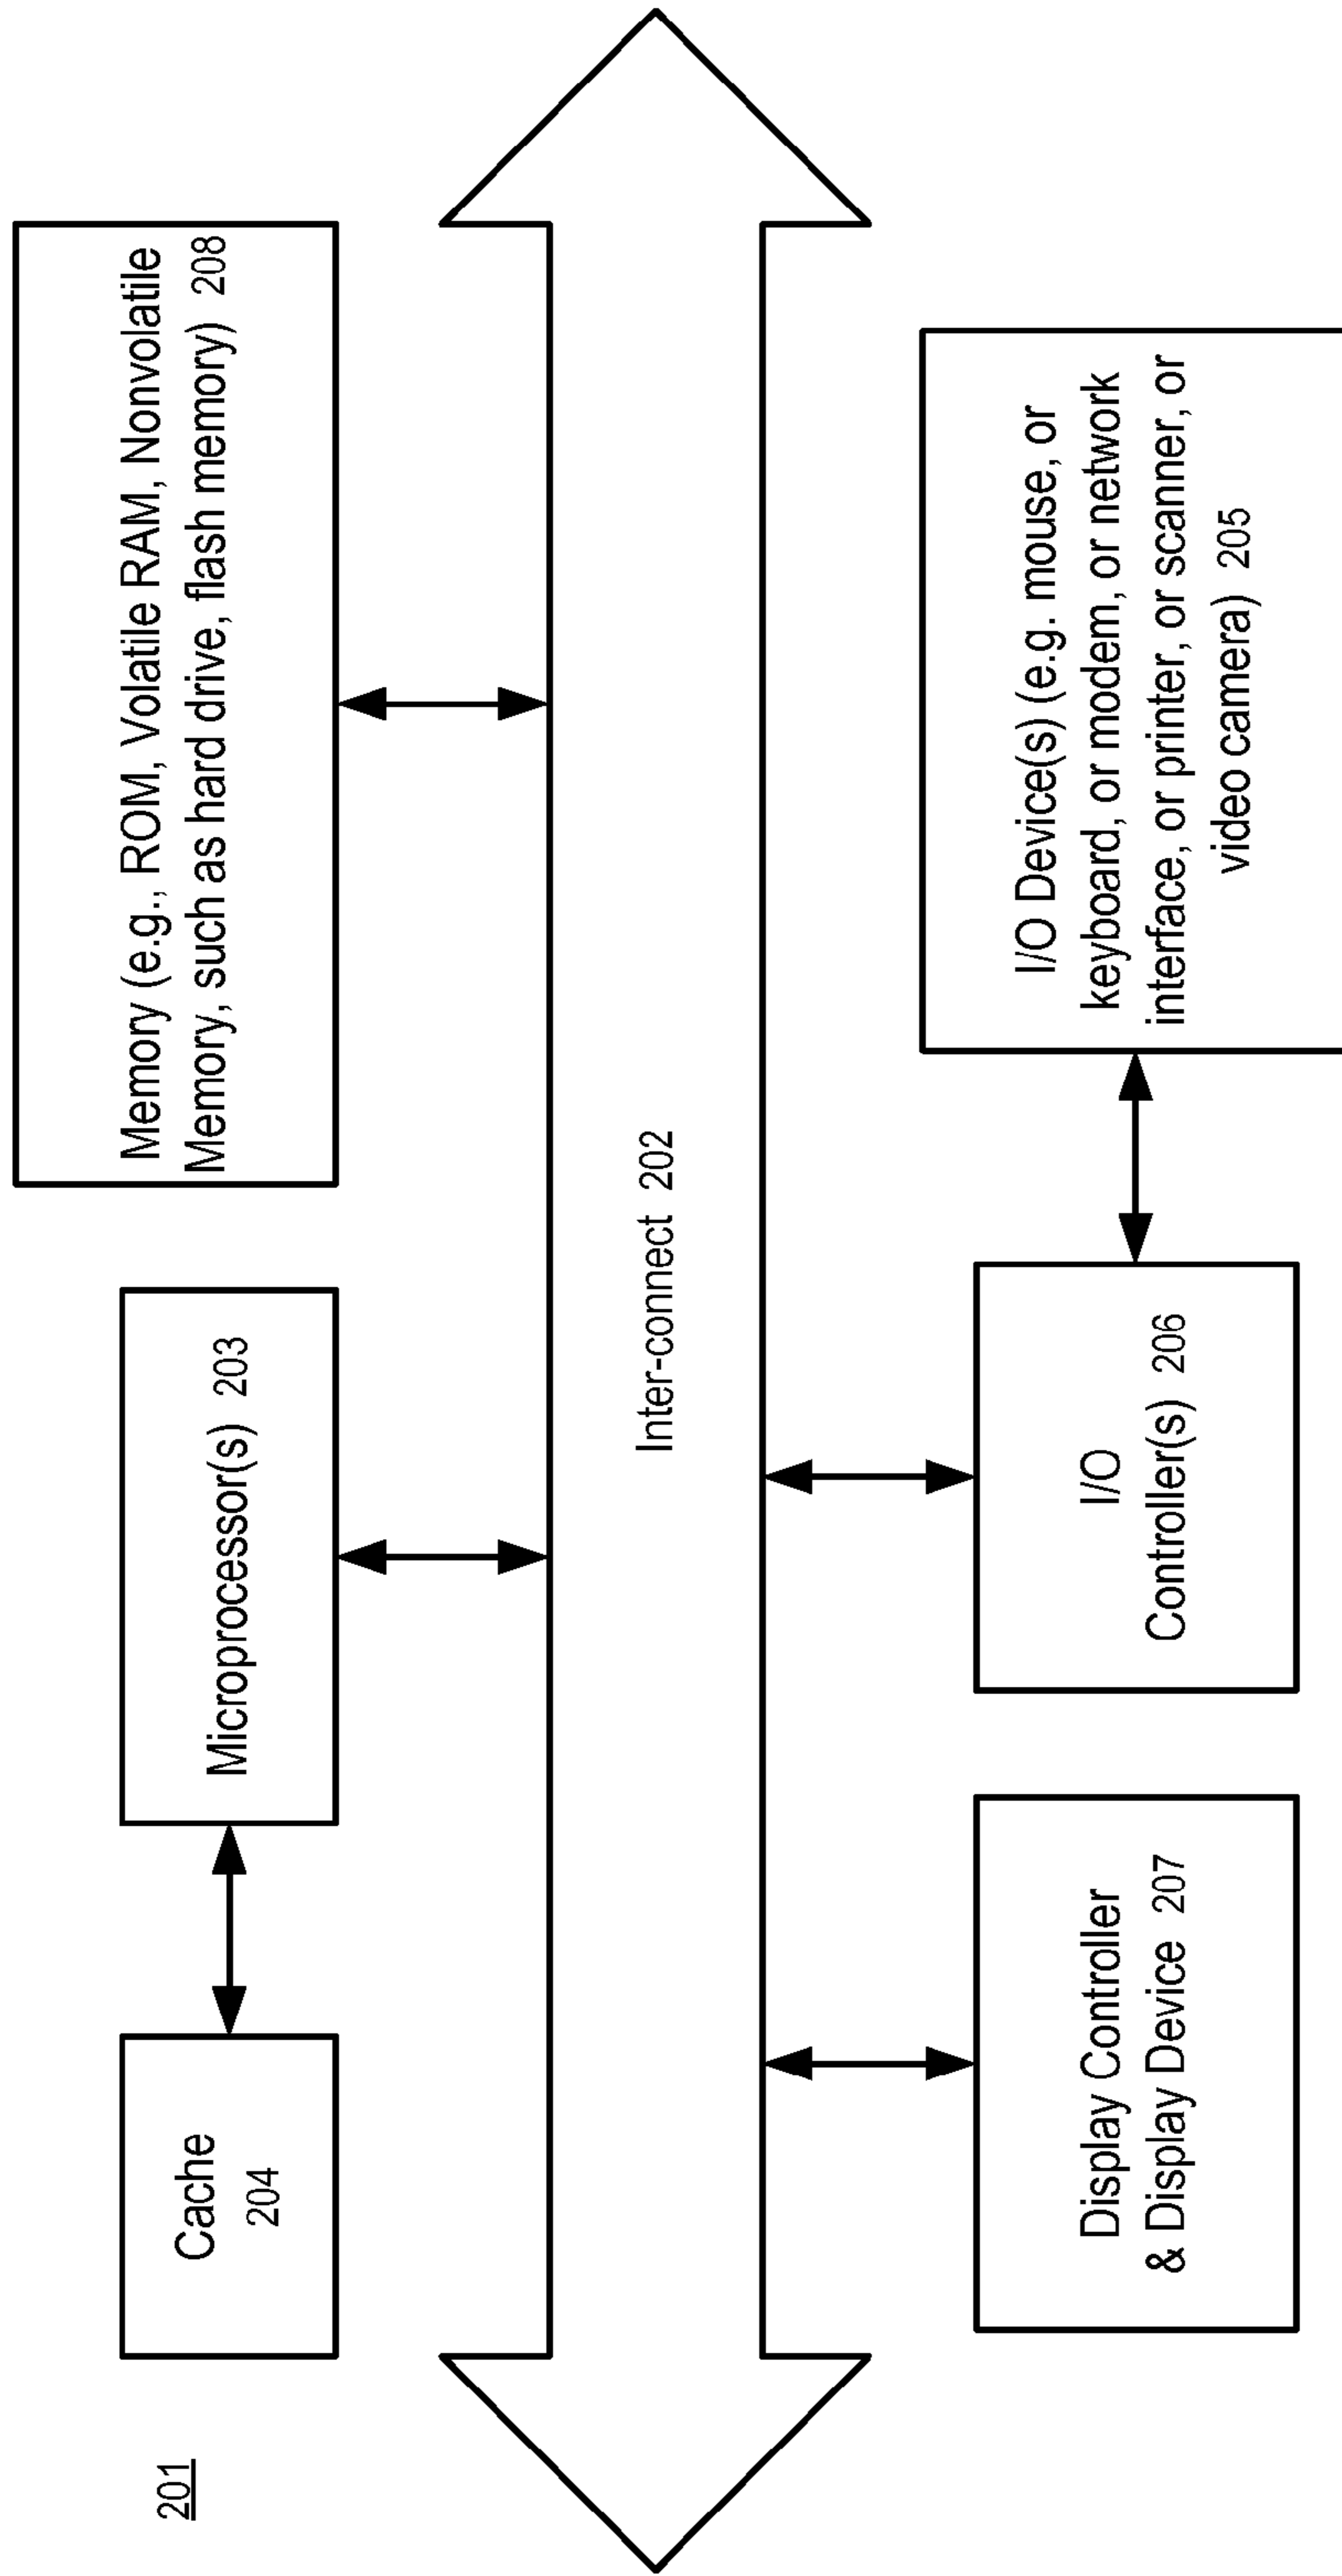 201
Cache
204
Microprocessor(s) 203
Memory (e.g., ROM, Volatile RAM, Nonvolatile
Memory, such as hard drive, flash memory) 208
Inter-connect 202
Display Controller
& Display Device 207
I/O
Controller(s) 206
I/O Device(s) (e.g. mouse, or
keyboard, or modem, or network
interface, or printer, or scanner, or
video camera) 205